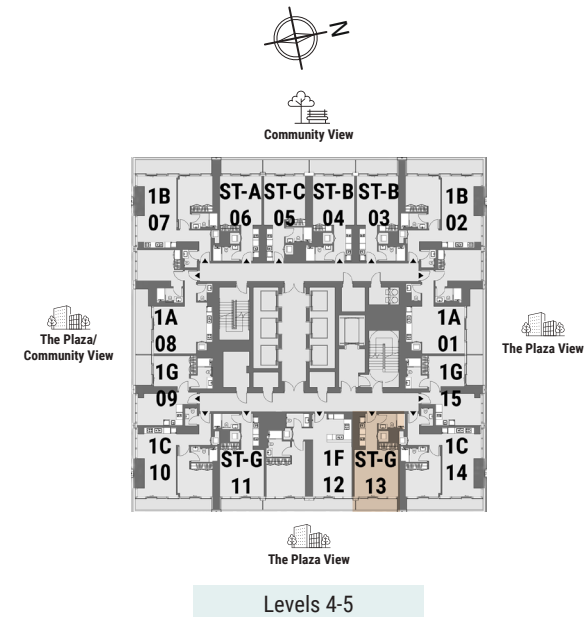 N
Community View
1B
07
ST-A
06
ST-C
05
ST-B
04
ST-B
03
1B
02
1A
08
1A
01
The Plaza/
Community View
The Plaza View
1G
09
1G
15
1C
10
ST-G
11
1F
12
ST-G
13
1C
14
The Plaza View
Levels 4-5